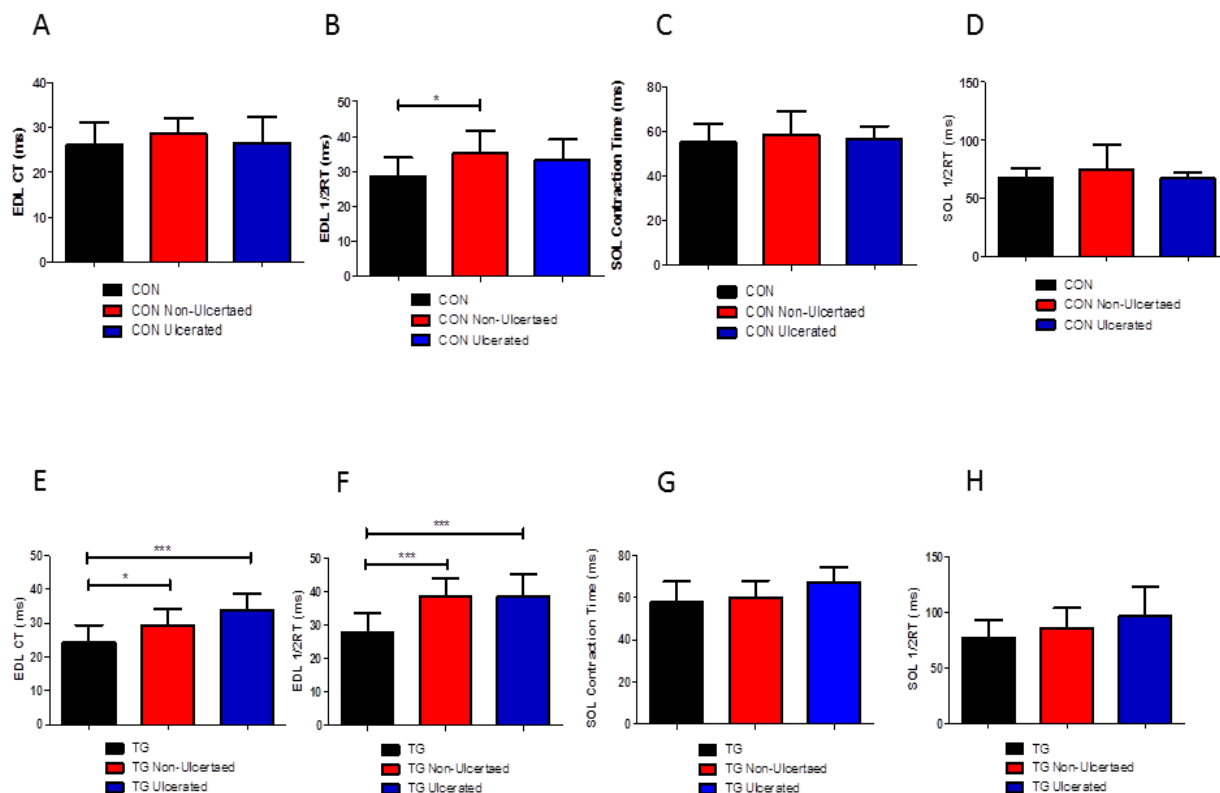 A
B
C
D
EDL CT (ms)
40
30
20
10
0
CON
CON Non-Ulcertaed
CON Ulcerated
EDL 1/2RT (ms)
50
40
30
20
10
0
*
CON
CON Non-Ulcertaed
CON Ulcerated
SOL Contraction Time (ms)
80
60
40
20
0
CON
CON Non-Ulcertaed
CON Ulcerated
SOL 1/2RT (ms)
150
100
50
0
CON
CON Non-Ulcertaed
CON Ulcerated
E
F
G
H
EDL CT (ms)
50
40
30
20
10
0
***
*
TG
TG Non-Ulcertaed
TG Ulcerated
EDL 1/2RT (ms)
50
40
30
20
10
0
***
***
TG
TG Non-Ulcertaed
TG Ulcerated
SOL Contraction Time (ms)
80
60
40
20
0
TG
TG Non-Ulcertaed
TG Ulcerated
SOL 1/2RT (ms)
150
100
50
0
TG
TG Non-Ulcertaed
TG Ulcerated